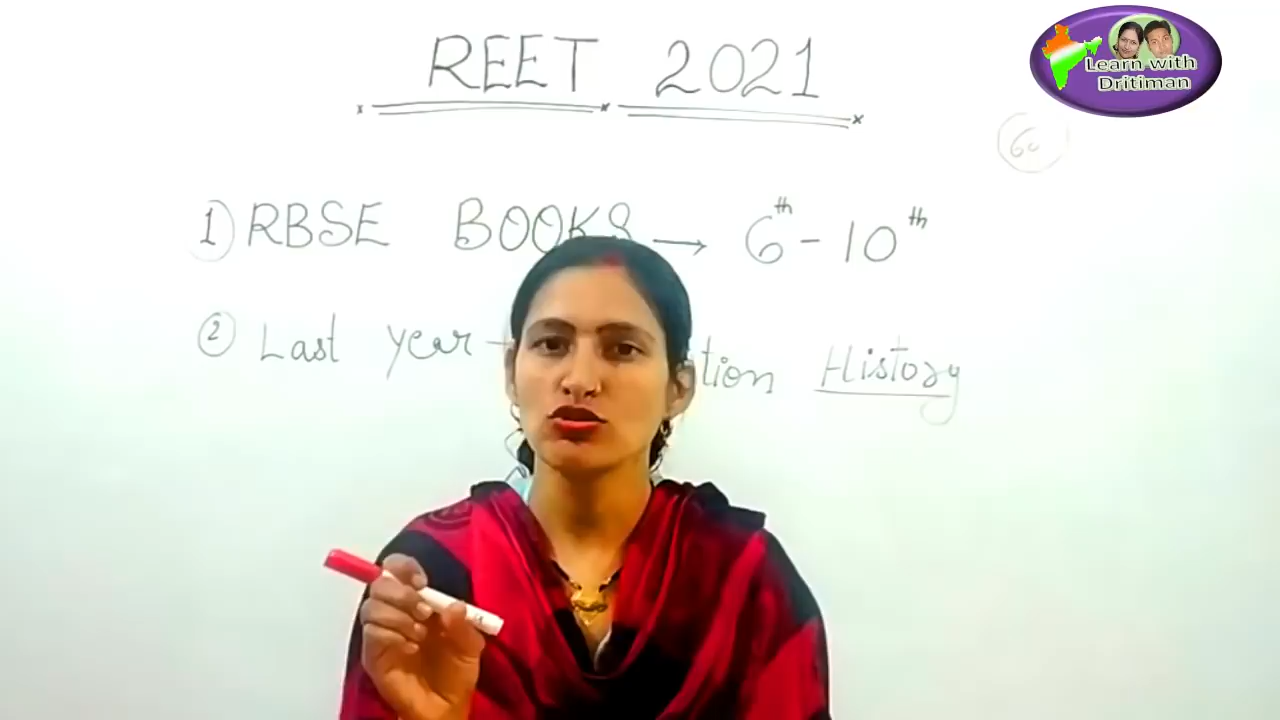 REET 2021
Learn with
Dritiman
1) RBSE BOOKS → 6th - 10th
2 Last year tion History